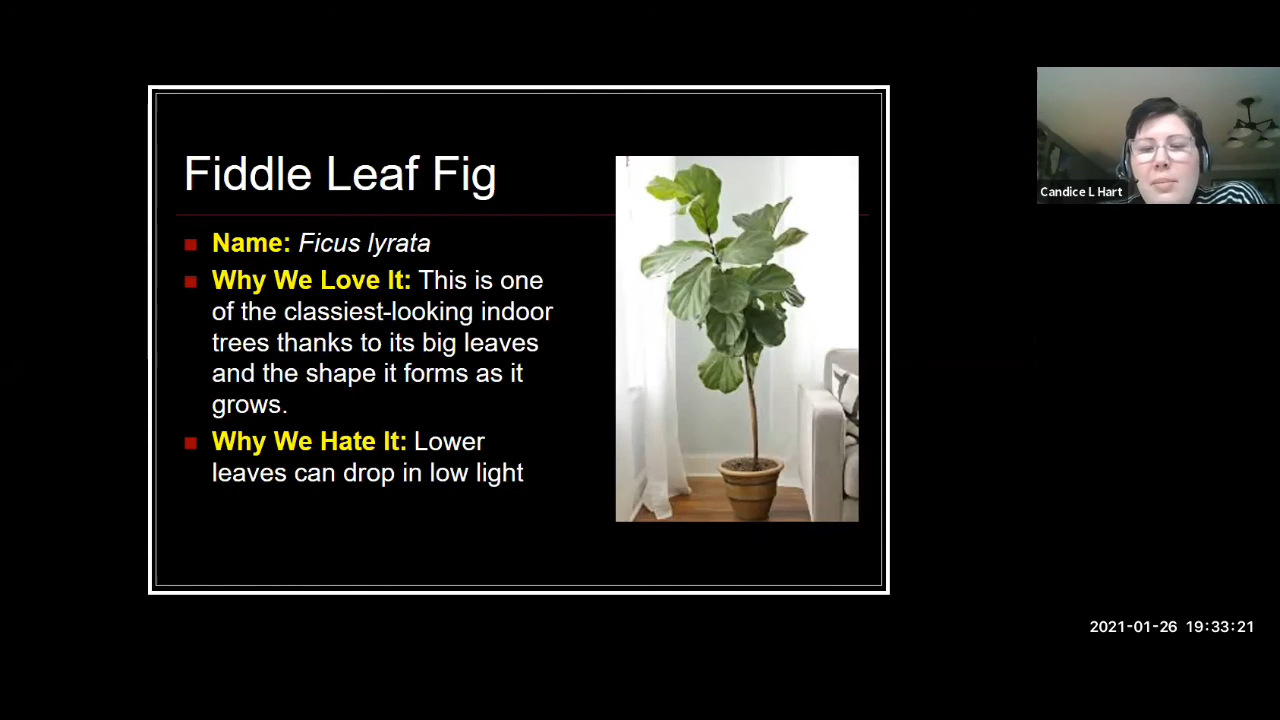 Fiddle Leaf Fig
Name: Ficus lyrata
Why We Love It: This is one
of the classiest-looking indoor
trees thanks to its big leaves
and the shape it forms as it
grows.
Why We Hate It: Lower
leaves can drop in low light
Candice L Hart
2021-01-26 19:33:21